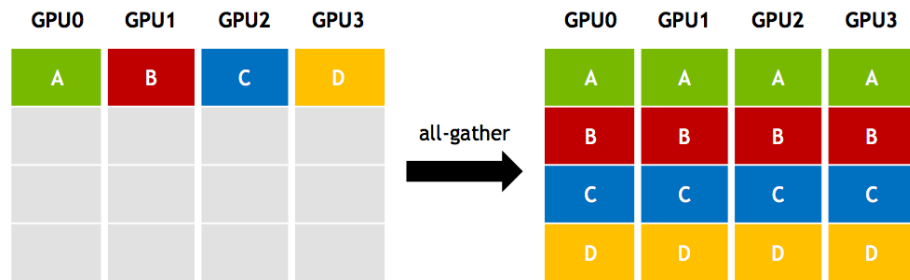 GPU0 GPU1 GPU2 GPU3
A B C D
all-gather
GPU0 GPU1 GPU2 GPU3
A A A A
B B B B
C C C C
D D D D